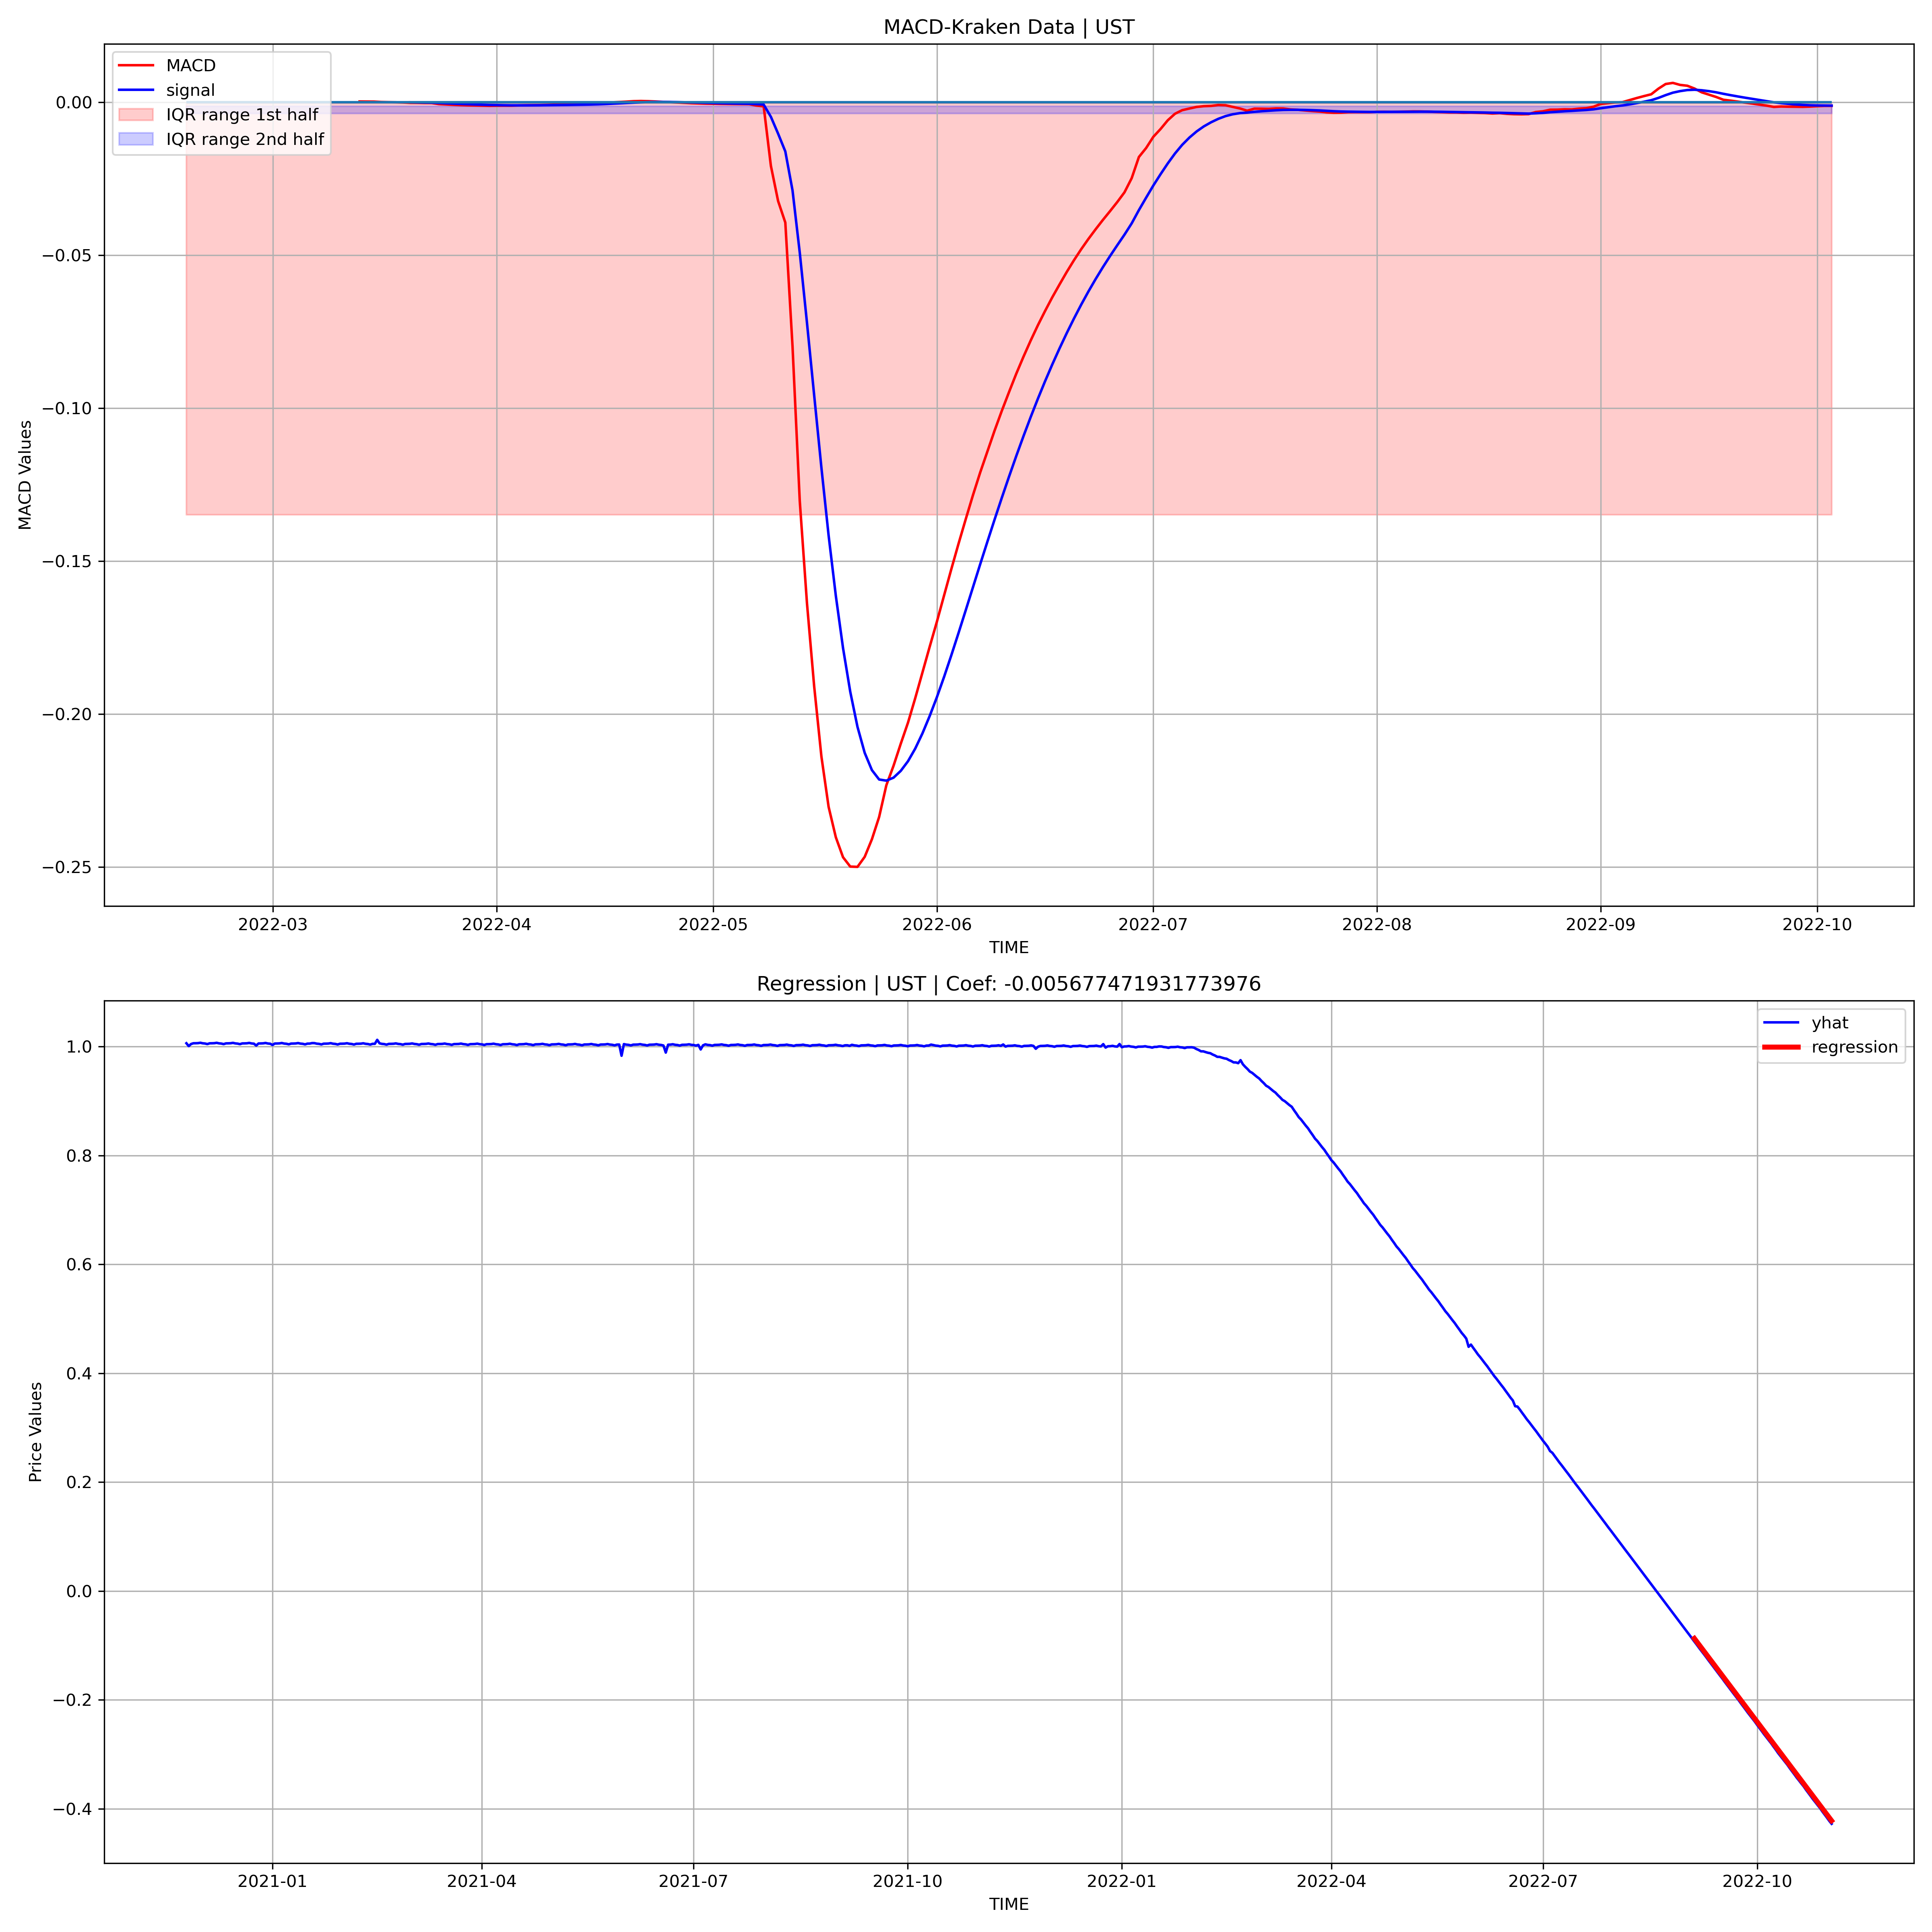 MACD-Kraken Data | UST
MACD
signal
IQR range 1st half
IQR range 2nd half
0.00
−0.05
−0.10
−0.15
−0.20
−0.25
MACD Values
2022-03 2022-04 2022-05 2022-06 2022-07 2022-08 2022-09 2022-10
TIME
Regression | UST | Coef: -0.005677471931773976
yhat
regression
1.0
0.8
0.6
0.4
0.2
0.0
−0.2
−0.4
Price Values
2021-01 2021-04 2021-07 2021-10 2022-01 2022-04 2022-07 2022-10
TIME